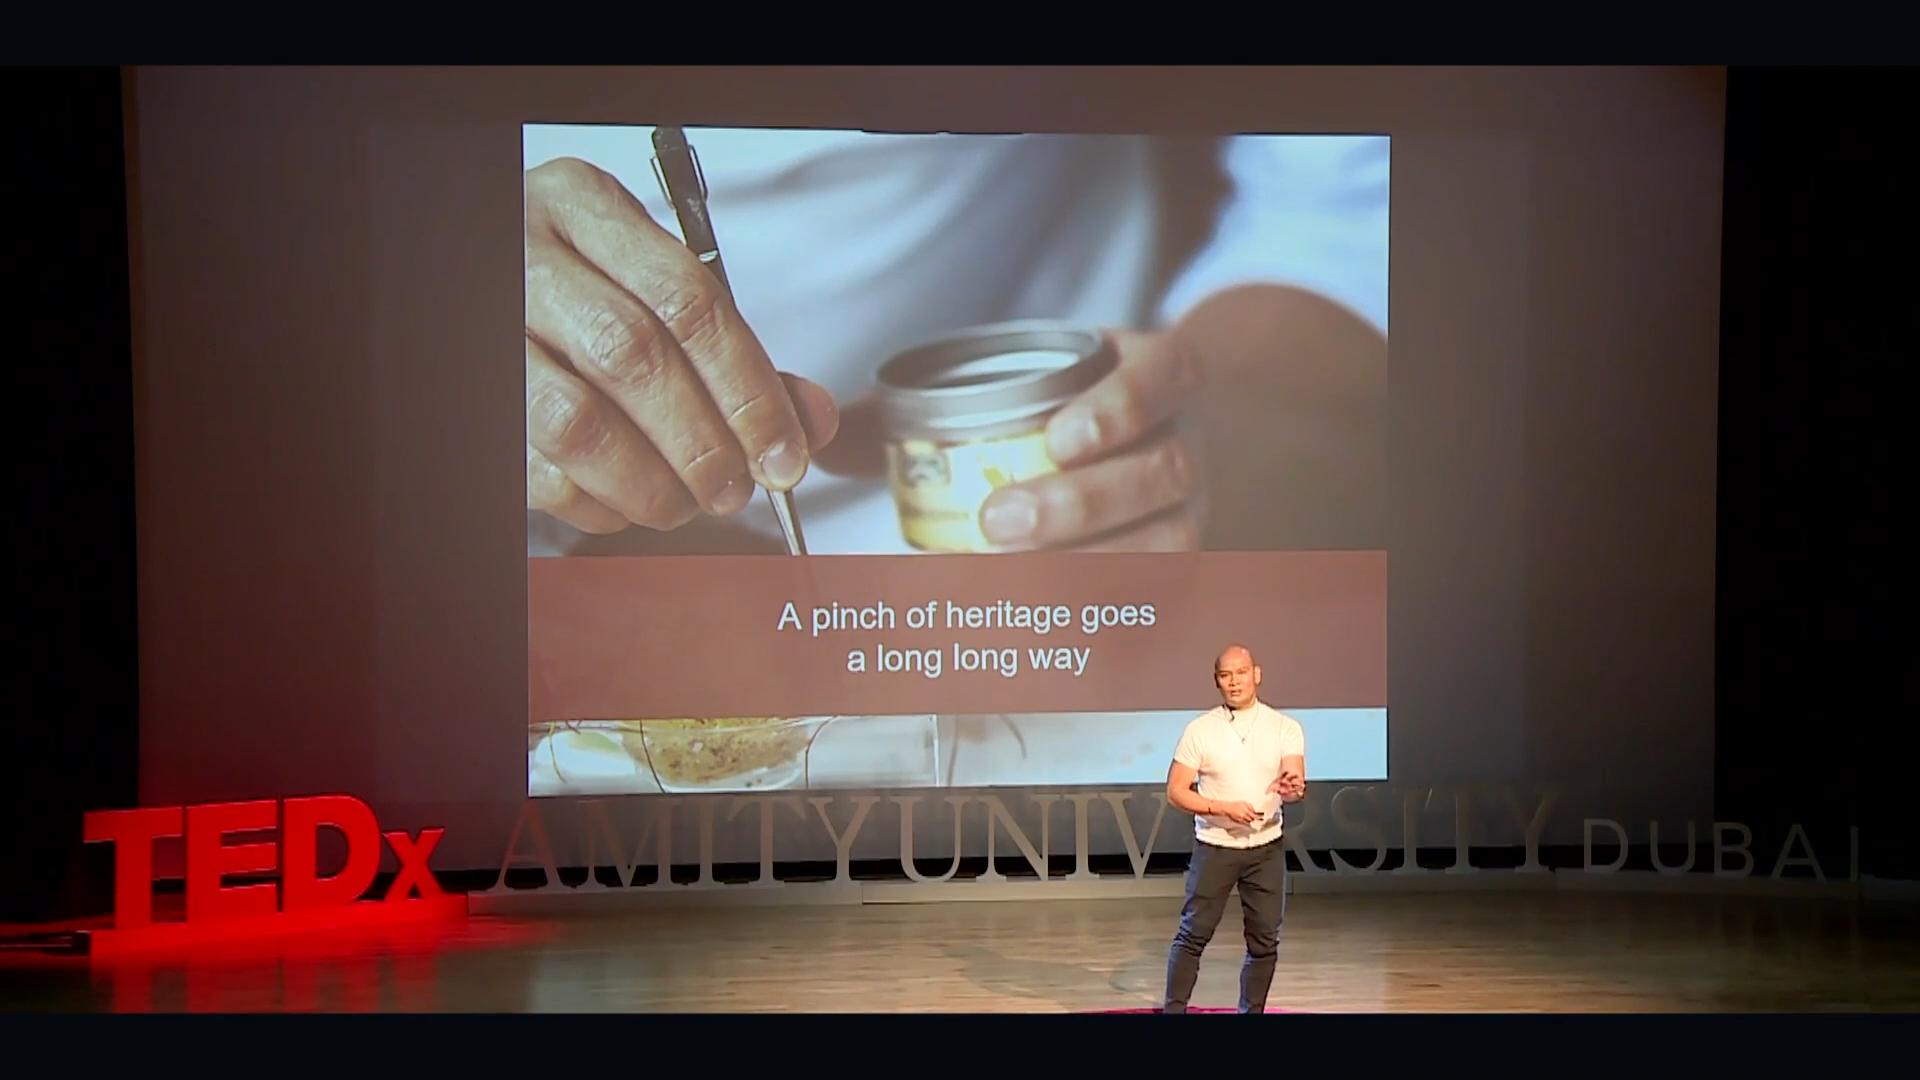 A pinch of heritage goes
a long long way
TEDx
AMITYUNIVERSITY DUBAI